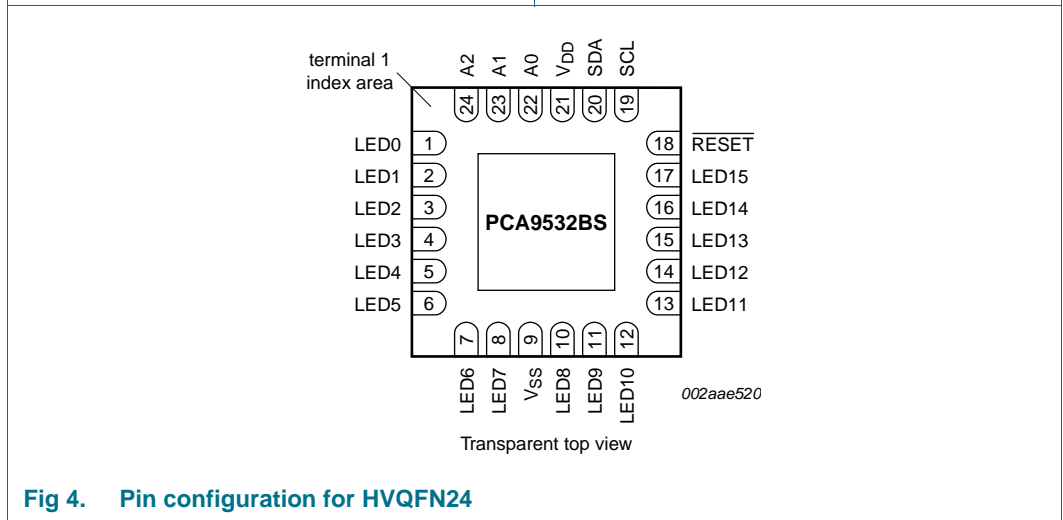 terminal 1
index area
A2
A1
A0
VDD
SDA
SCL
24
23
22
21
20
19
LED0 1
LED1 2
LED2 3
LED3 4
LED4 5
LED5 6
18 RESET
17 LED15
16 LED14
15 LED13
14 LED12
13 LED11
PCA9532BS
7
8
9
10
11
12
LED6
LED7
VSS
LED8
LED9
LED10
002aae520
Transparent top view
Fig 4. Pin configuration for HVQFN24